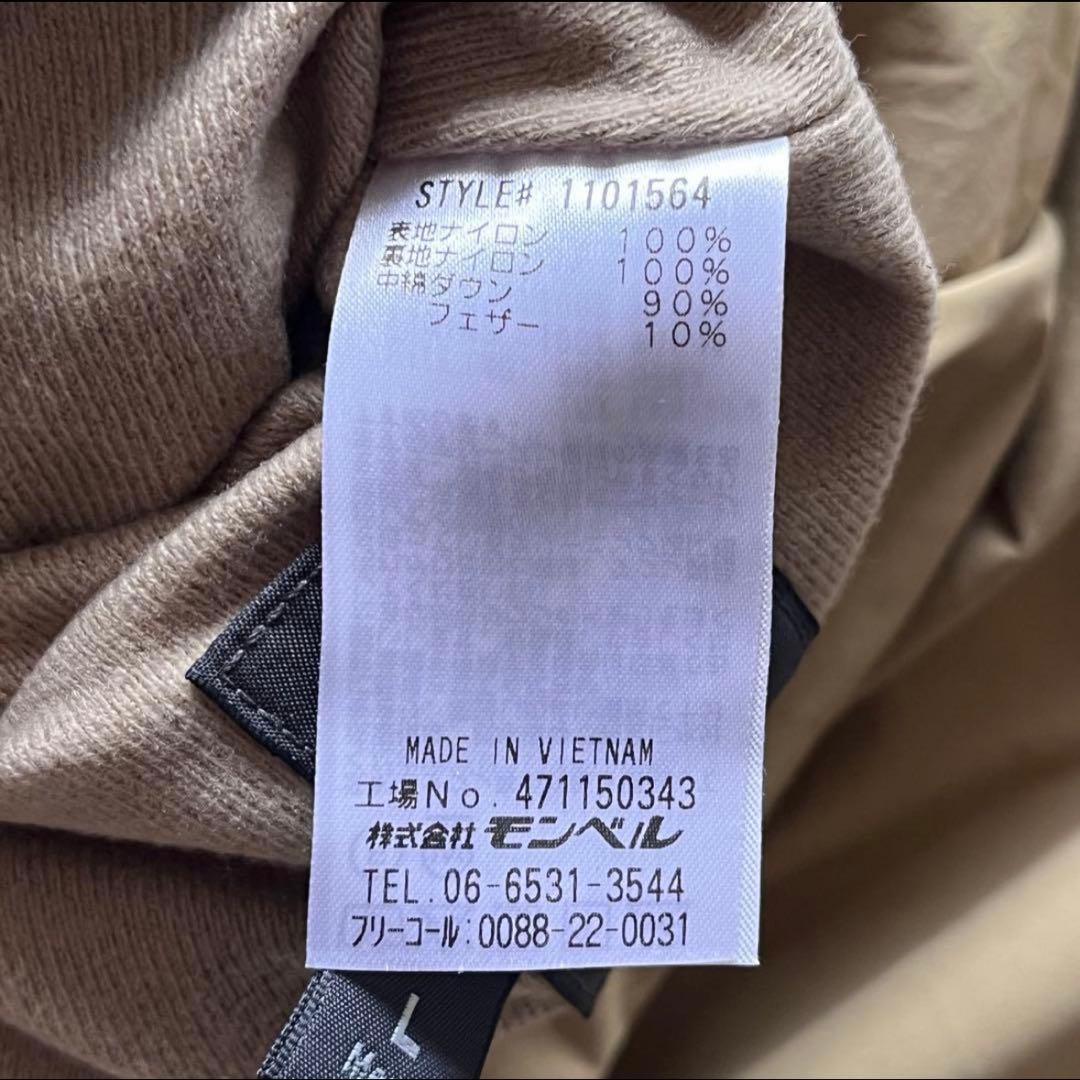 STYLE# 1101564
表地ナイロン 100%
裏地ナイロン 100%
中綿ダウン 90%
フェザー 10%
MADE IN VIETNAM
工場No. 471150343
株式会社 モンベル
TEL. 06-6531-3544
フリーコール:0088-22-0031
L